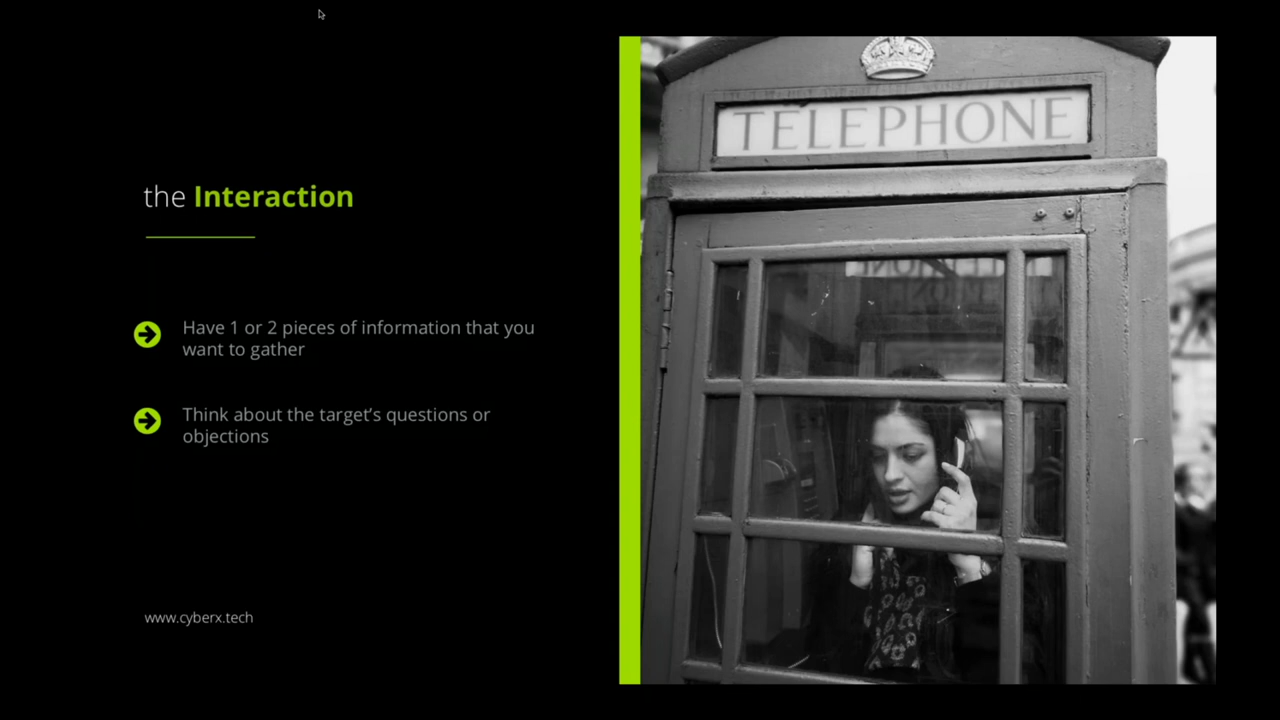 the Interaction
Have 1 or 2 pieces of information that you
want to gather
Think about the target’s questions or
objections
www.cyberx.tech
TELEPHONE